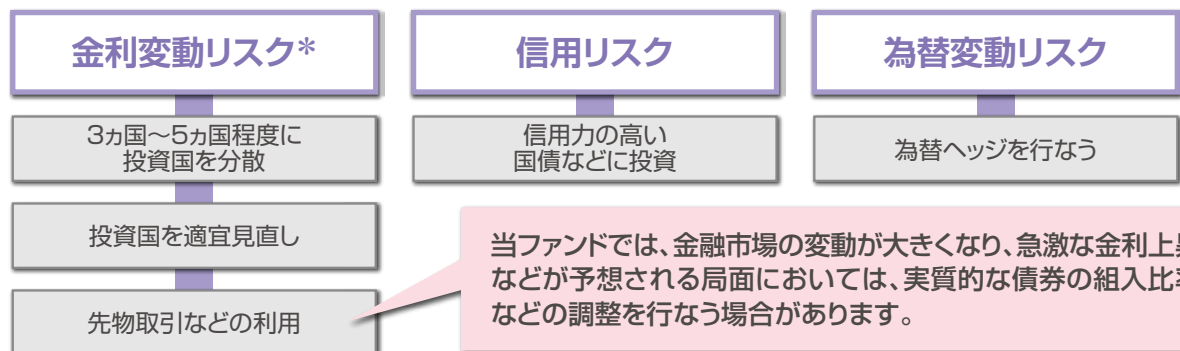 金利変動リスク*
信用リスク
為替変動リスク
3ヵ国～5ヵ国程度に
投資国を分散
信用力の高い
国債などに投資
為替ヘッジを行なう
投資国を適宜見直し
先物取引などの利用
当ファンドでは、金融市場の変動が大きくなり、急激な金利上
などが予想される局面においては、実質的な債券の組入比
などの調整を行なう場合があります。